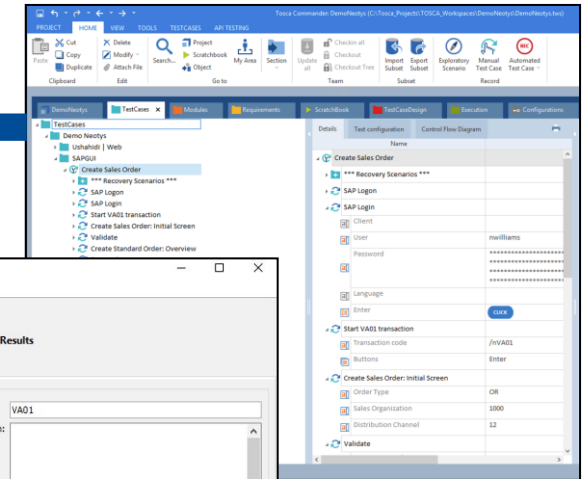 Tosca Commander: DemoNeotys (C:\Tosca_Projects\TOSCA_Workspaces\DemoNeotys\DemoNeotys.tws)
PROJECT HOME VIEW TOOLS TESTCASES API TESTING
Paste
Cut
Copy
Duplicate
Delete
Modify
Attach File
Search...
Project
Scratchbook
Object
My Area
Section
Update all
Checkin all
Checkout
Checkout Tree
Import Subset
Export Subset
Exploratory Scenario
Manual Test Case
REC
Automated Test Case
Clipboard Edit Go to Team Subset Record
DemoNeotys TestCases Modules Requirements ScratchBook TestCaseDesign Execution Configurations
TestCases
Demo Neotys
Ushahidi | Web
SAPGUI
Create Sales Order
*** Recovery Scenarios ***
SAP Logon
SAP Login
Start VA01 transaction
Create Sales Order: Initial Screen
Validate
Create Standard Order: Overview
Details Test configuration Control Flow Diagram
Name
Create Sales Order
*** Recovery Scenarios ***
SAP Logon
SAP Login
Client
User nwilliams
Password
Language
Enter CLICK
Start VA01 transaction
Transaction code /nVA01
Buttons Enter
Create Sales Order: Initial Screen
Order Type OR
Sales Organization 1000
Distribution Channel 12
Validate
Results
VA01